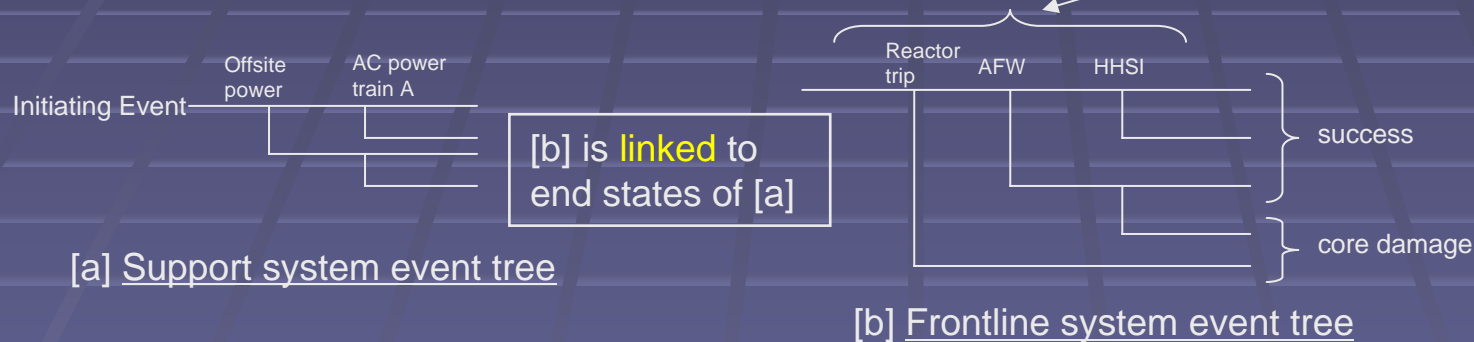 Offsite
power
AC power
train A
Initiating Event
[b] is linked to
end states of [a]
[a] Support system event tree
Reactor
trip
AFW
HHSI
success
core damage
[b] Frontline system event tree